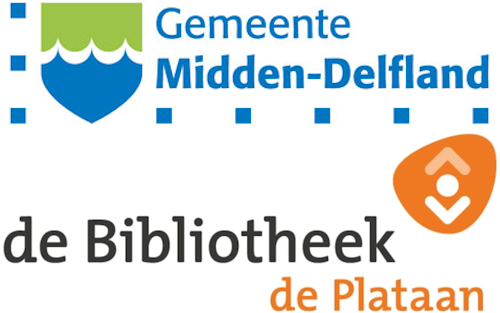 Gemeente
Midden-Delfland
de Bibliotheek
de Plataan